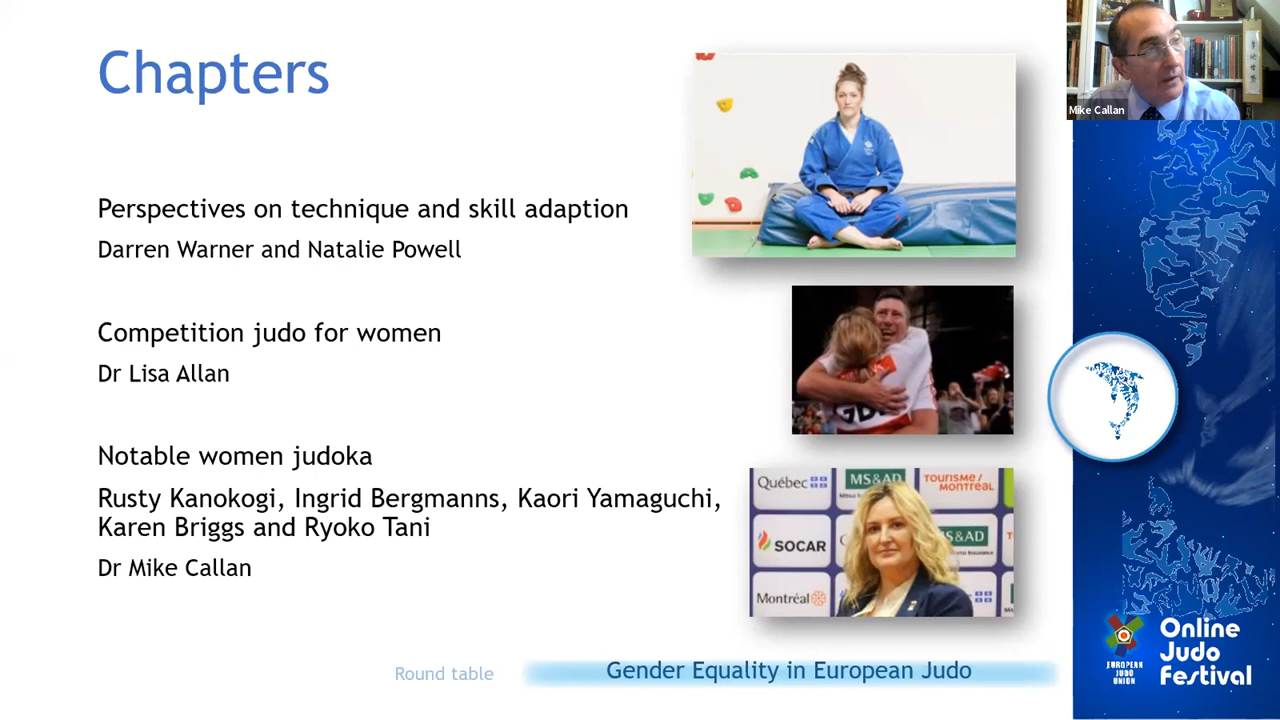 Chapters
Mike Callan
Perspectives on technique and skill adaption
Darren Warner and Natalie Powell
Competition judo for women
Dr Lisa Allan
Notable women judoka
Rusty Kanokogi, Ingrid Bergmanns, Kaori Yamaguchi,
Karen Briggs and Ryoko Tani
Dr Mike Callan
Québec
MS&AD
TOURISME/
MONTRÉAL
SOCAR
MS&AD
Montréal
Round table
Gender Equality in European Judo
EUROPEAN
JUDO
UNION
Online
Judo
Festival